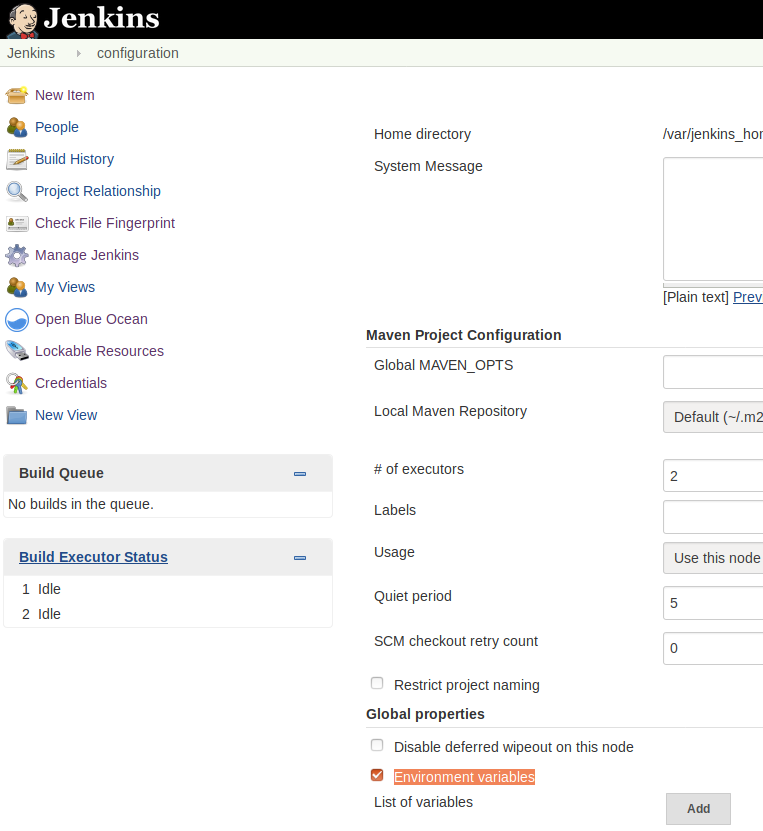 Jenkins
Jenkins configuration
New Item
People
Build History
Project Relationship
Check File Fingerprint
Manage Jenkins
My Views
Open Blue Ocean
Lockable Resources
Credentials
New View
Build Queue
No builds in the queue.
Build Executor Status
1 Idle
2 Idle
Home directory /var/jenkins_hom
System Message
[Plain text] Prev
Maven Project Configuration
Global MAVEN_OPTS
Local Maven Repository Default (~/.m2
# of executors 2
Labels
Usage Use this node
Quiet period 5
SCM checkout retry count 0
Restrict project naming
Global properties
Disable deferred wipeout on this node
Environment variables
List of variables Add